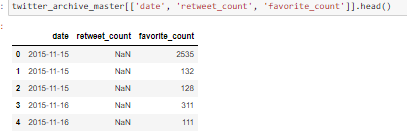 : twitter_archive_master[['date', 'retweet_count', 'favorite_count']].head()
:
date retweet_count favorite_count
0 2015-11-15 NaN 2535
1 2015-11-15 NaN 132
2 2015-11-15 NaN 128
3 2015-11-16 NaN 311
4 2015-11-16 NaN 111